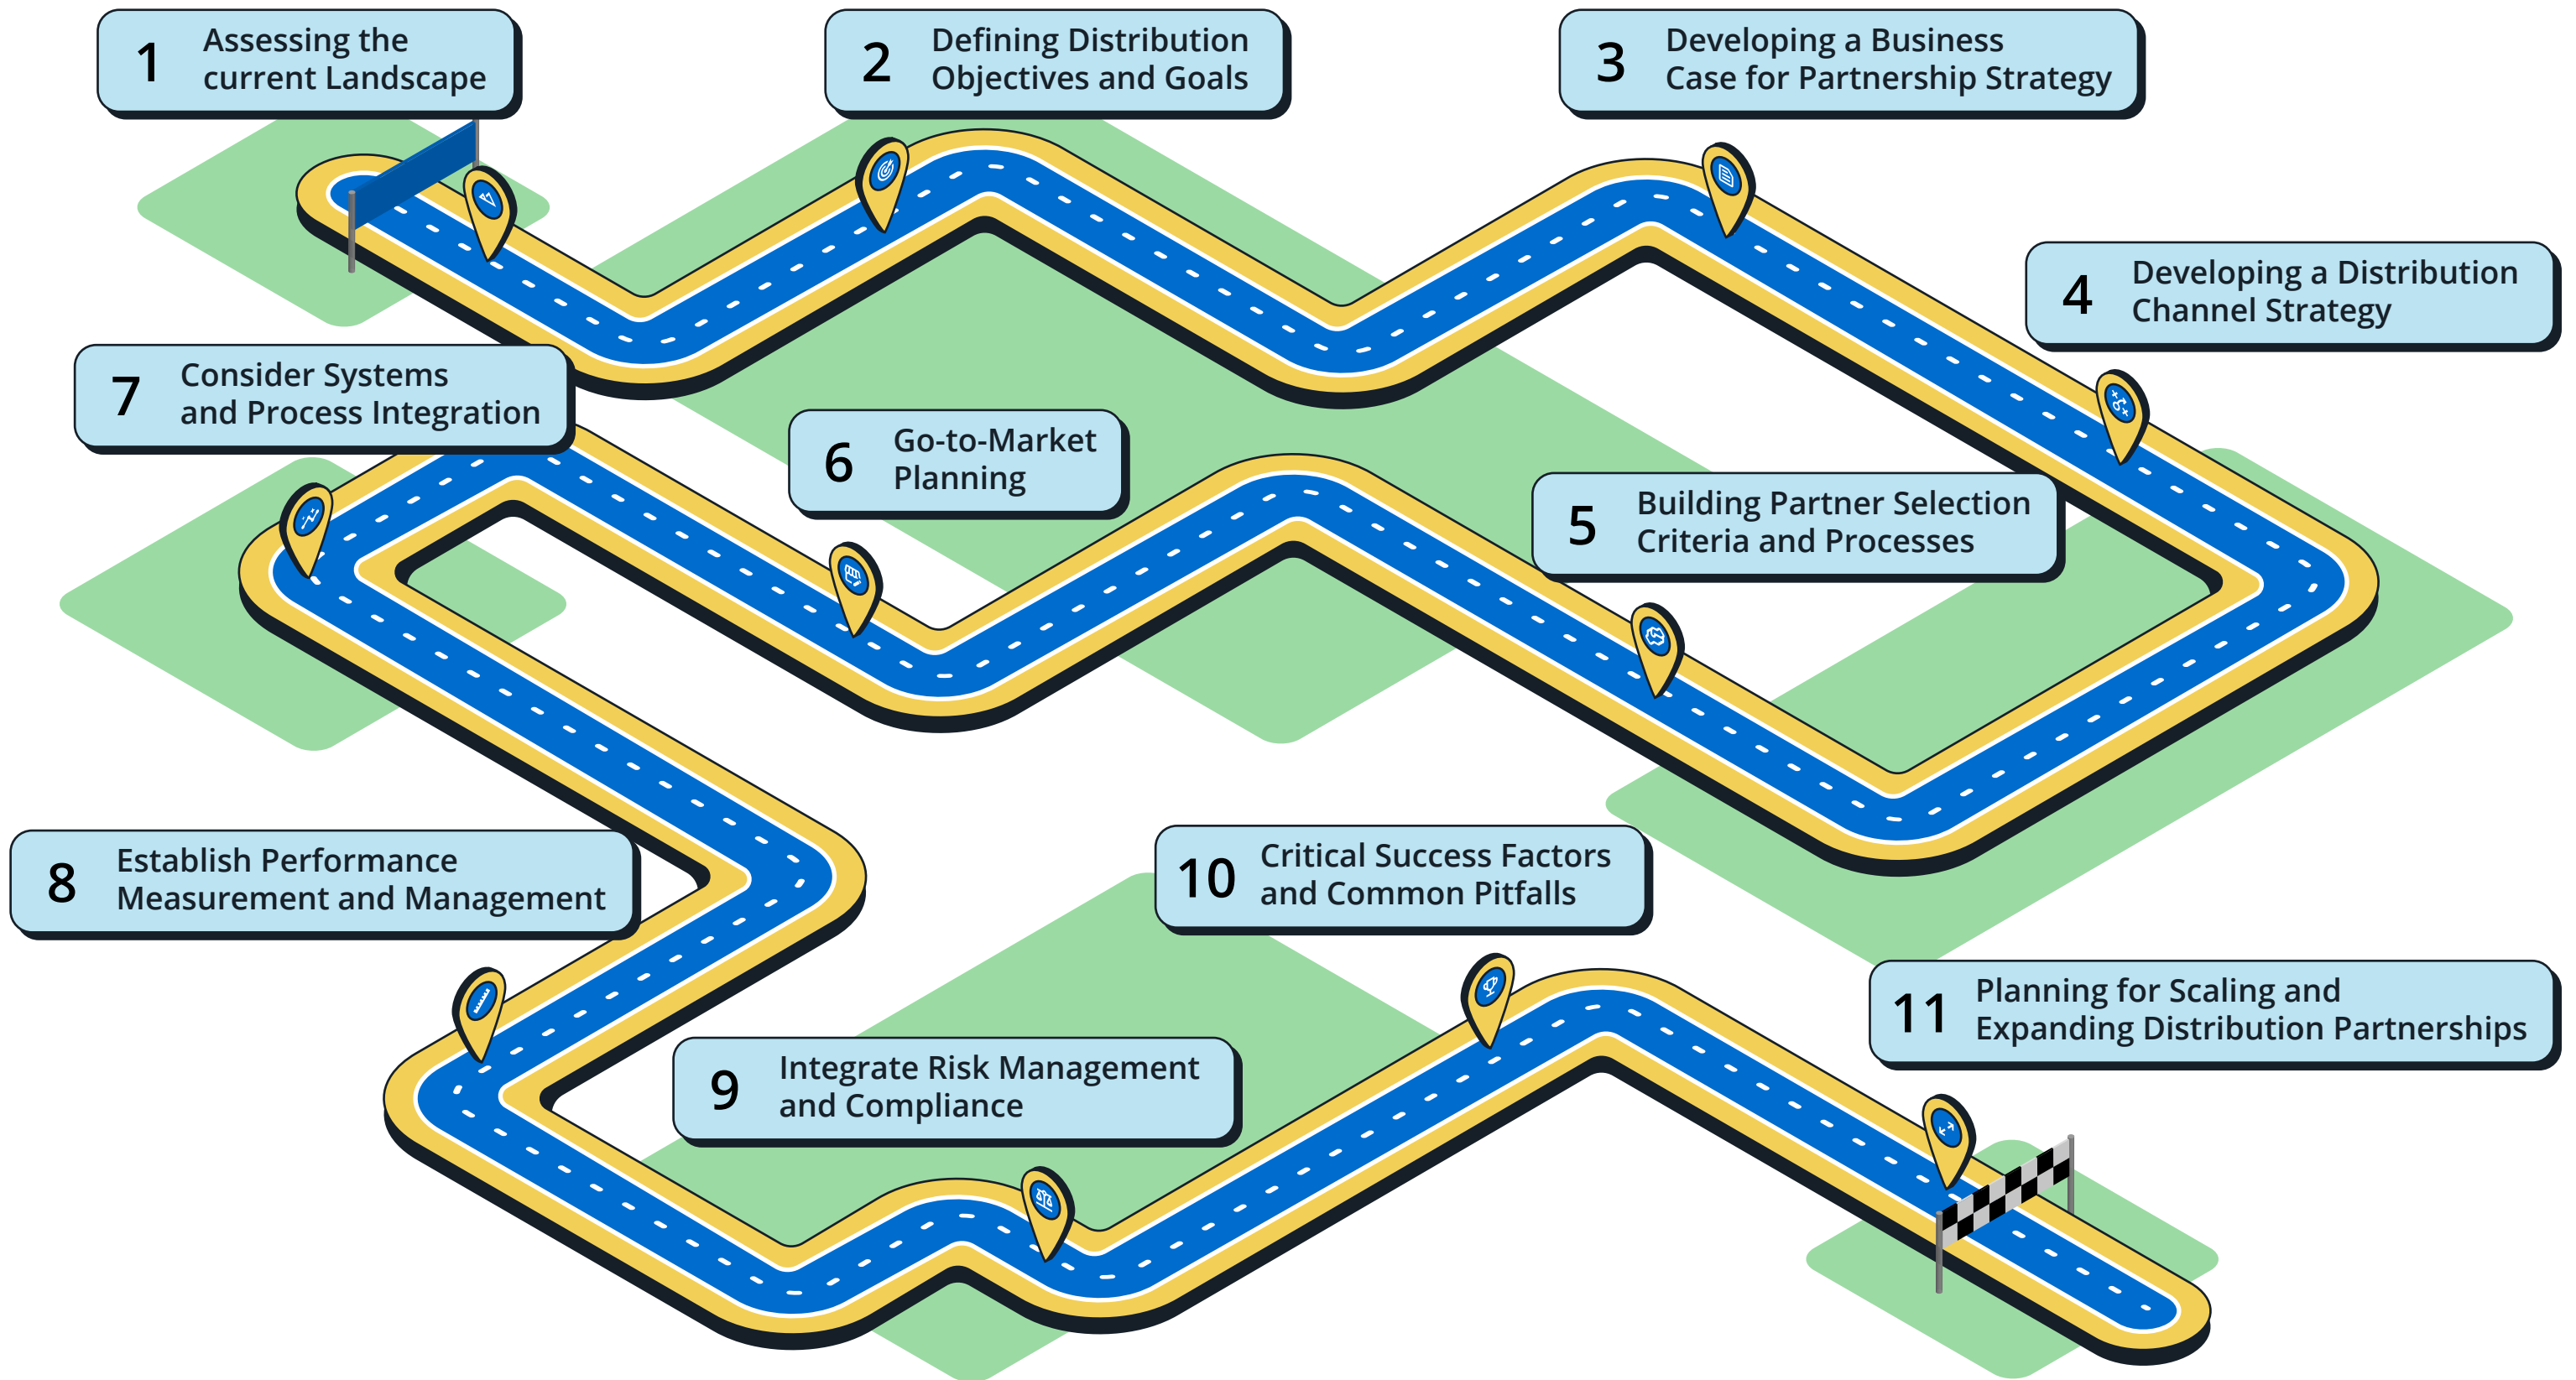 1
Assessing the
current Landscape
2
Defining Distribution
Objectives and Goals
3
Developing a Business
Case for Partnership Strategy
4
Developing a Distribution
Channel Strategy
5
Building Partner Selection
Criteria and Processes
6
Go-to-Market
Planning
7
Consider Systems
and Process Integration
8
Establish Performance
Measurement and Management
9
Integrate Risk Management
and Compliance
10
Critical Success Factors
and Common Pitfalls
11
Planning for Scaling and
Expanding Distribution Partnerships